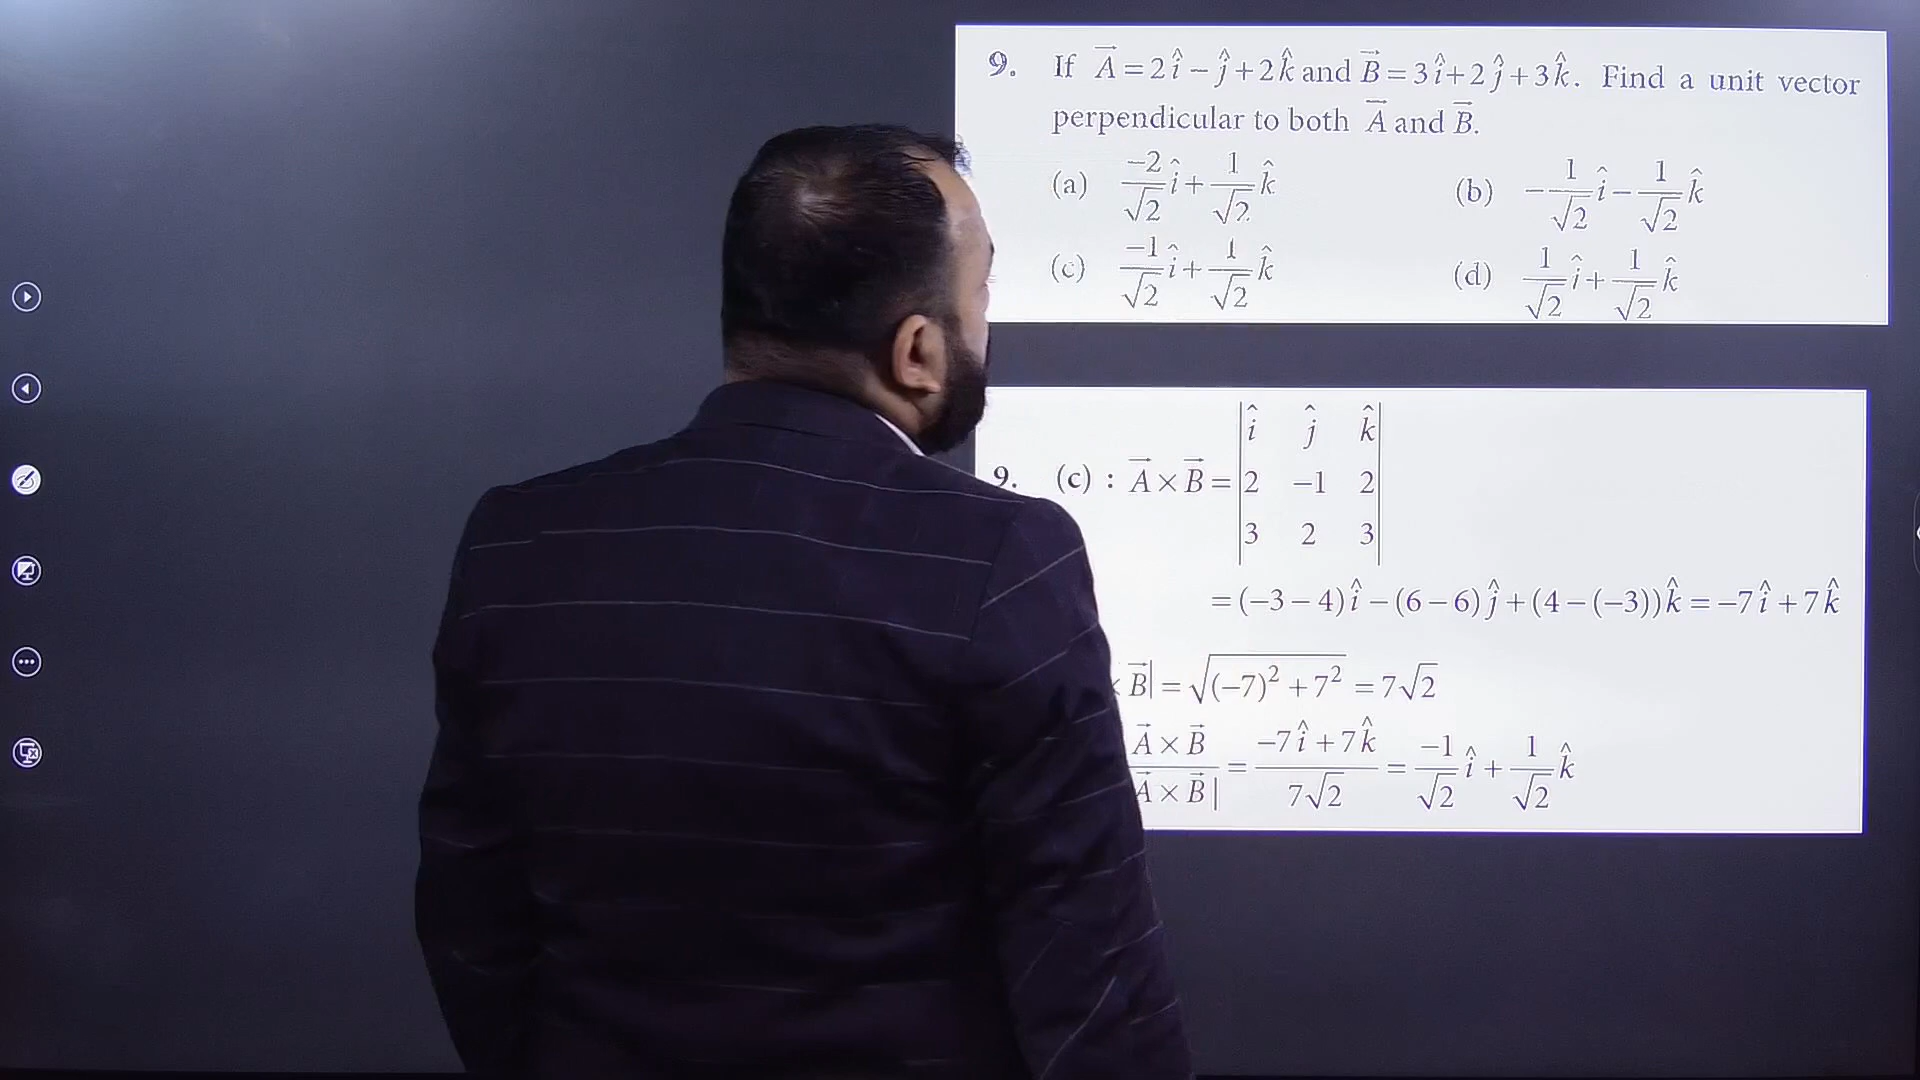 9. If A⃗ = 2î − ĵ + 2k̂ and B⃗ = 3î + 2ĵ + 3k̂. Find a unit vector
perpendicular to both A⃗ and B⃗.
(a) −2/√2 î + 1/√2 k̂ (b) −1/√2 î − 1/√2 k̂
(c) −1/√2 î + 1/√2 k̂ (d) 1/√2 î + 1/√2 k̂
î ĵ k̂
9. (c) : A⃗ × B⃗ = |2 −1 2|
3 2 3
= (−3 − 4)î − (6 − 6)ĵ + (4 − (−3))k̂ = −7î + 7k̂
× B⃗| = √((−7)² + 7²) = 7√2
A⃗ × B⃗ / A⃗ × B⃗| = (−7î + 7k̂)/(7√2) = −1/√2 î + 1/√2 k̂